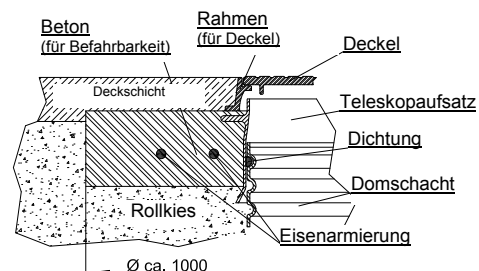 Beton
(für Befahrbarkeit)
Rahmen
(für Deckel)
Deckel
Deckschicht
Teleskopaufsatz
Dichtung
Domschacht
Rollkies
Eisenarmierung
Ø ca. 1000